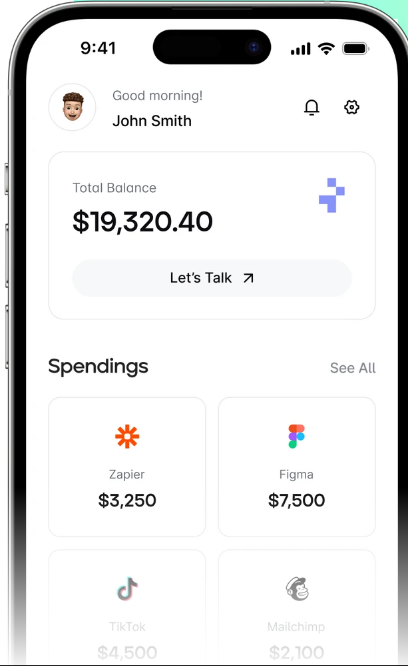 9:41
Good morning!
John Smith
Total Balance
$19,320.40
Let's Talk
Spendings
See All
Zapier
Figma
$3,250
$7,500
TikTok
Mailchimp
$4,500
$2,100